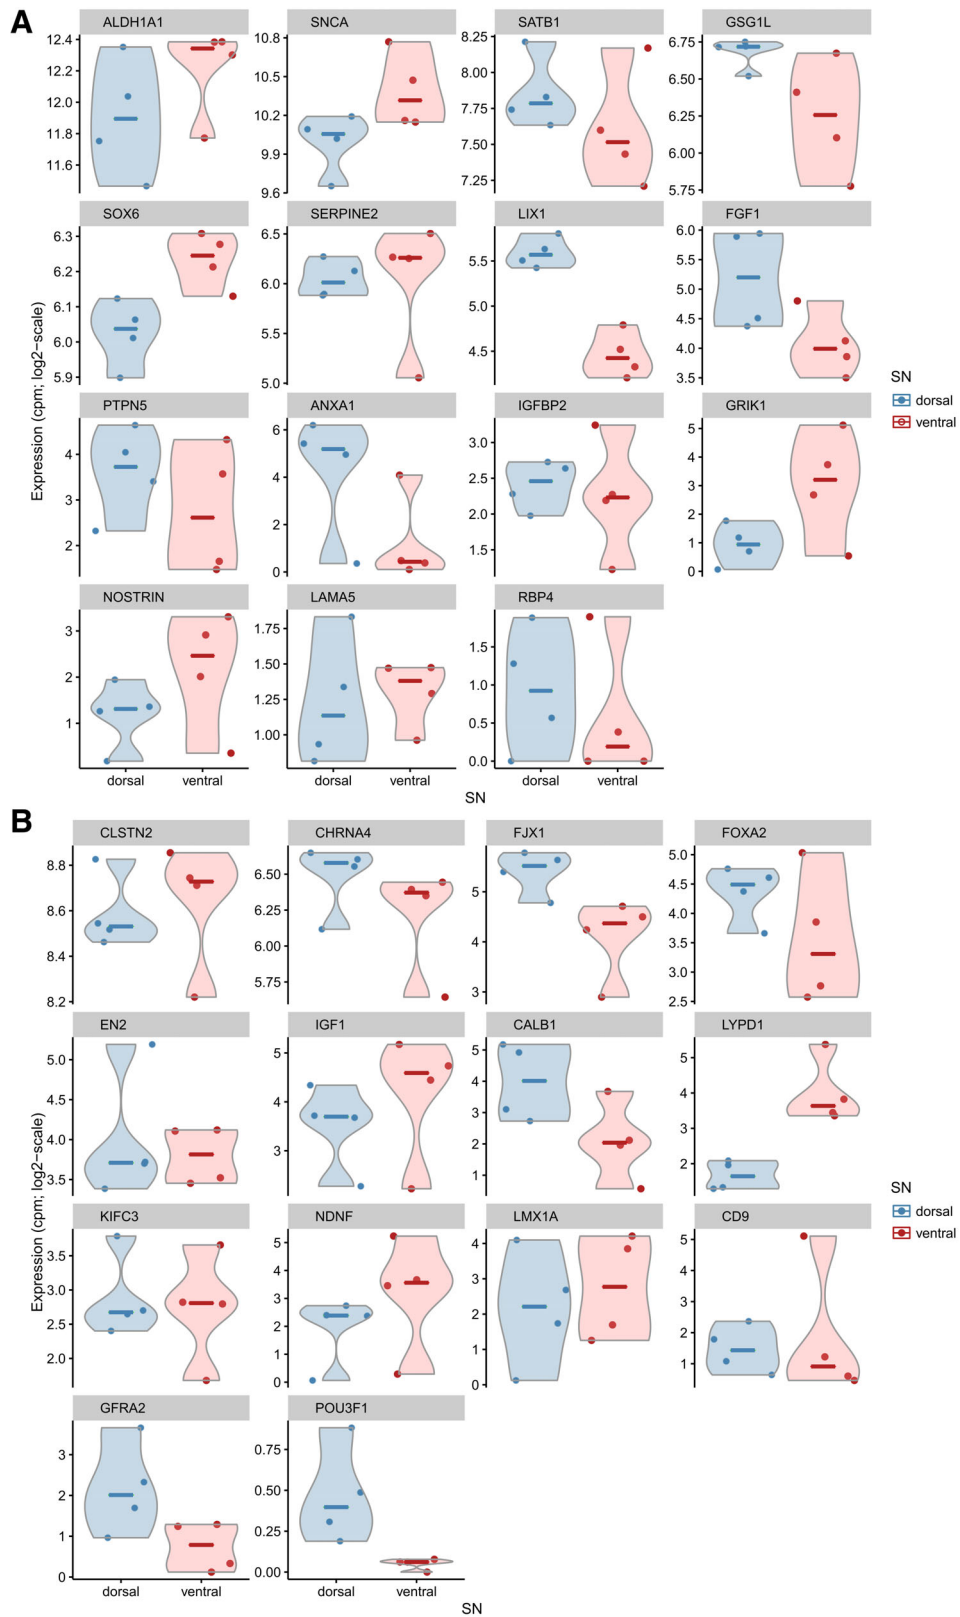 A
ALDH1A1 SNCA SATB1 GSG1L
12.4 12.2 12.0 11.8 11.6
10.8 10.5 10.2 9.9 9.6
8.25 8.00 7.75 7.50 7.25
6.75 6.50 6.25 6.00 5.75
SOX6 SERPINE2 LIX1 FGF1
6.3 6.2 6.1 6.0 5.9
6.5 6.0 5.5 5.0
5.5 5.0 4.5
6.0 5.5 5.0 4.5 4.0 3.5
Expression (cpm; log2−scale)
PTPN5 ANXA1 IGFBP2 GRIK1
4 3 2
6 4 2 0
3.0 2.5 2.0 1.5
5 4 3 2 1 0
SN
dorsal
ventral
NOSTRIN LAMA5 RBP4
3 2 1
1.75 1.50 1.25 1.00
1.5 1.0 0.5 0.0
dorsal ventral dorsal ventral dorsal ventral
SN
B
CLSTN2 CHRNA4 FJX1 FOXA2
8.8 8.6 8.4 8.2
6.50 6.25 6.00 5.75
5 4 3
5.0 4.5 4.0 3.5 3.0 2.5
EN2 IGF1 CALB1 LYPD1
5.0 4.5 4.0 3.5
5 4 3
5 4 3 2 1
5 4 3 2
Expression (cpm; log2−scale)
SN
dorsal
ventral
KIFC3 NDNF LMX1A CD9
3.5 3.0 2.5 2.0
5 4 3 2 1 0
4 3 2 1 0
5 4 3 2 1
GFRA2 POU3F1
3 2 1 0
0.75 0.50 0.25 0.00
dorsal ventral dorsal ventral
SN